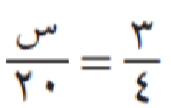 س/٢٠ = ٣/٤